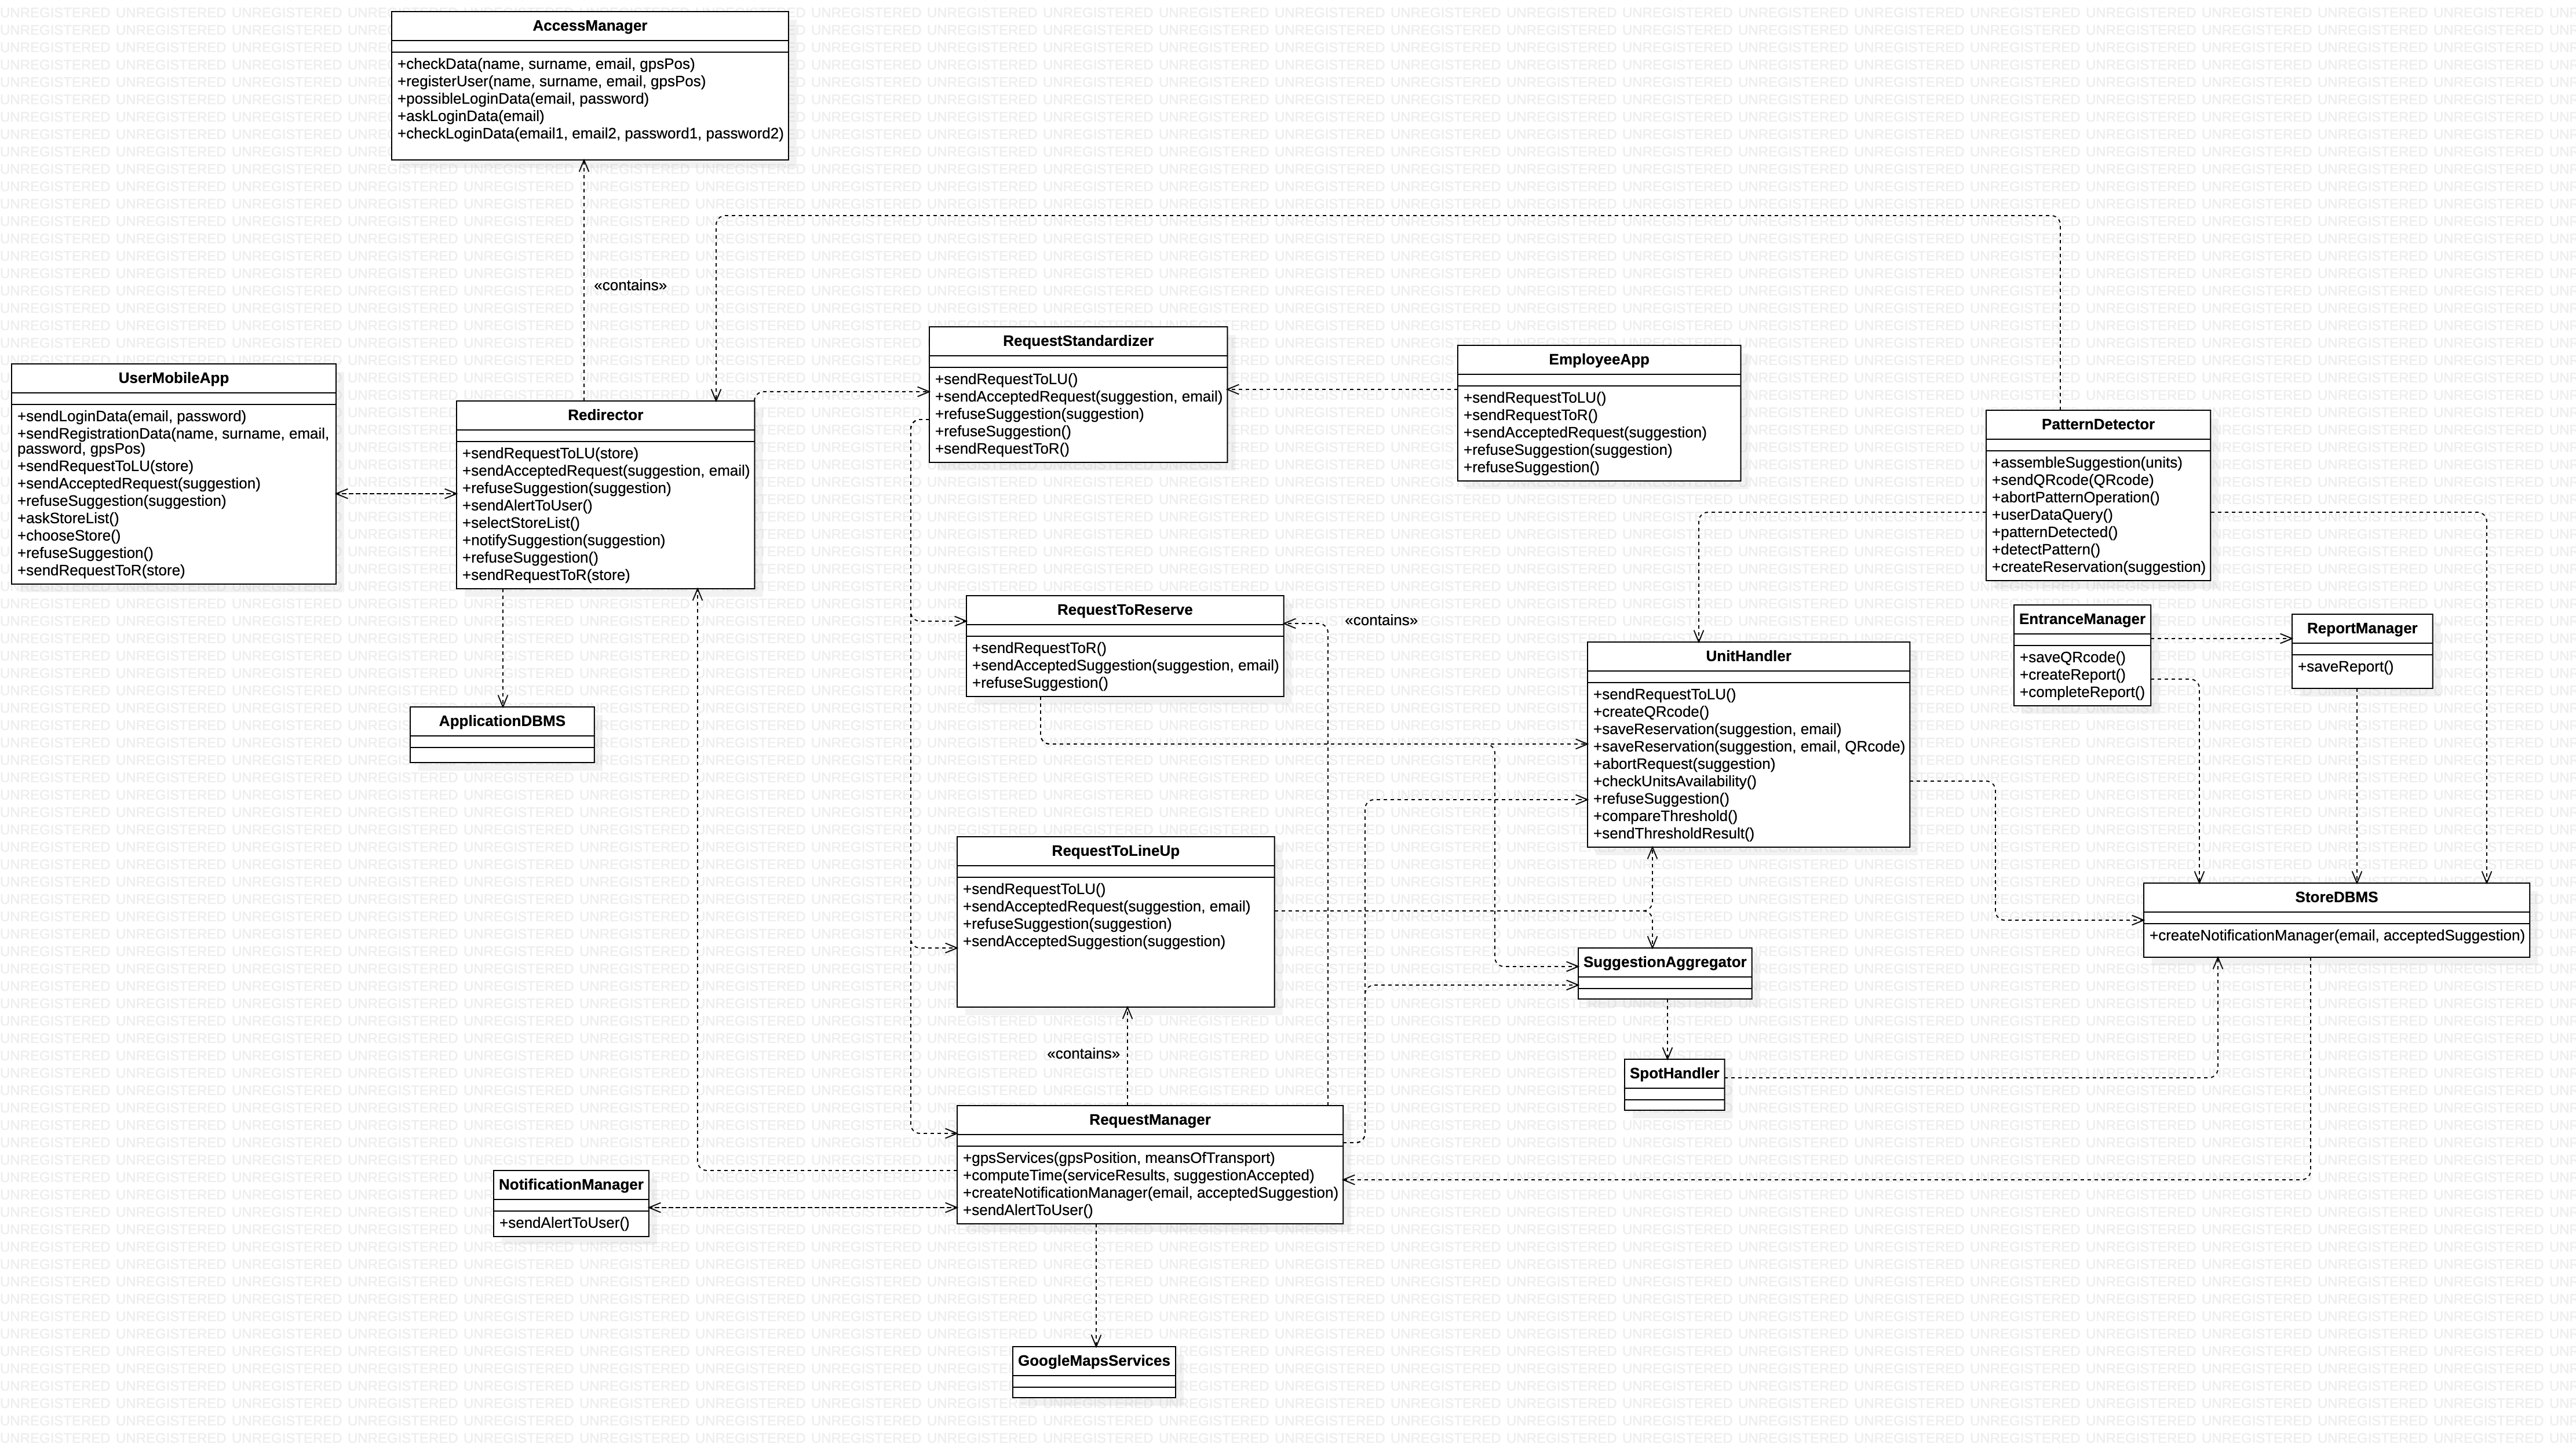 AccessManager
+checkData(name, surname, email, gpsPos)
+registerUser(name, surname, email, gpsPos)
+possibleLoginData(email, password)
+askLoginData(email)
+checkLoginData(email1, email2, password1, password2)
«contains»
UserMobileApp
+sendLoginData(email, password)
+sendRegistrationData(name, surname, email,
password, gpsPos)
+sendRequestToLU(store)
+sendAcceptedRequest(suggestion)
+refuseSuggestion(suggestion)
+askStoreList()
+chooseStore()
+refuseSuggestion()
+sendRequestToR(store)
Redirector
+sendRequestToLU(store)
+sendAcceptedRequest(suggestion, email)
+refuseSuggestion(suggestion)
+sendAlertToUser()
+selectStoreList()
+notifySuggestion(suggestion)
+refuseSuggestion()
+sendRequestToR(store)
RequestStandardizer
+sendRequestToLU()
+sendAcceptedRequest(suggestion, email)
+refuseSuggestion(suggestion)
+refuseSuggestion()
+sendRequestToR()
EmployeeApp
+sendRequestToLU()
+sendRequestToR()
+sendAcceptedRequest(suggestion)
+refuseSuggestion(suggestion)
+refuseSuggestion()
PatternDetector
+assembleSuggestion(units)
+sendQRcode(QRcode)
+abortPatternOperation()
+userDataQuery()
+patternDetected()
+detectPattern()
+createReservation(suggestion)
ApplicationDBMS
RequestToReserve
+sendRequestToR()
+sendAcceptedSuggestion(suggestion, email)
+refuseSuggestion()
«contains»
UnitHandler
+sendRequestToLU()
+createQRcode()
+saveReservation(suggestion, email)
+saveReservation(suggestion, email, QRcode)
+abortRequest(suggestion)
+checkUnitsAvailability()
+refuseSuggestion()
+compareThreshold()
+sendThresholdResult()
EntranceManager
+saveQRcode()
+createReport()
+completeReport()
ReportManager
+saveReport()
RequestToLineUp
+sendRequestToLU()
+sendAcceptedRequest(suggestion, email)
+refuseSuggestion(suggestion)
+sendAcceptedSuggestion(suggestion)
StoreDBMS
+createNotificationManager(email, acceptedSuggestion)
SuggestionAggregator
«contains»
SpotHandler
RequestManager
+gpsServices(gpsPosition, meansOfTransport)
+computeTime(serviceResults, suggestionAccepted)
+createNotificationManager(email, acceptedSuggestion)
+sendAlertToUser()
NotificationManager
+sendAlertToUser()
GoogleMapsServices